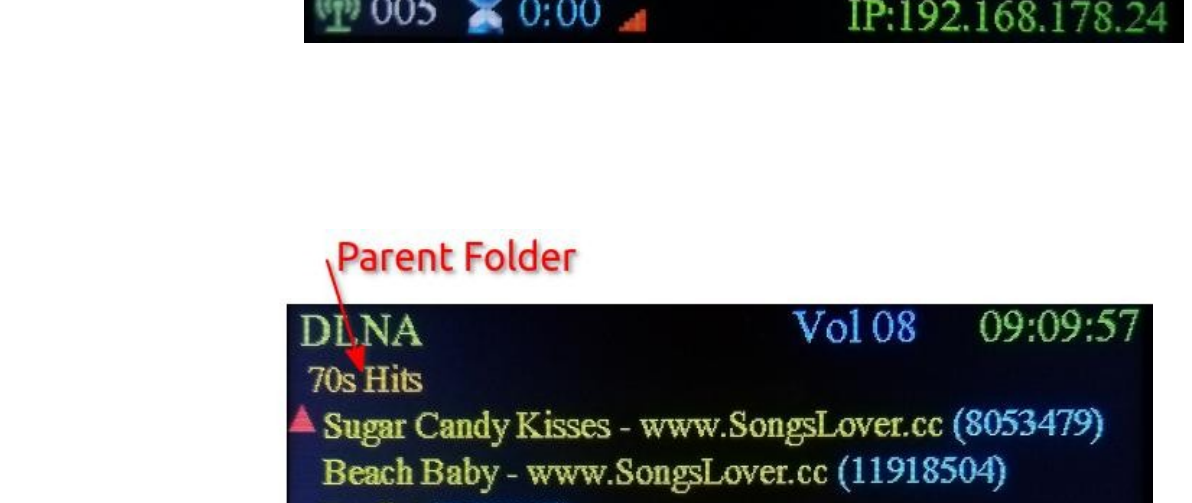 005 0:00 IP:192.168.178.24
Parent Folder
DLNA Vol 08 09:09:57
70s Hits
Sugar Candy Kisses - www.SongsLover.cc (8053479)
Beach Baby - www.SongsLover.cc (11918504)